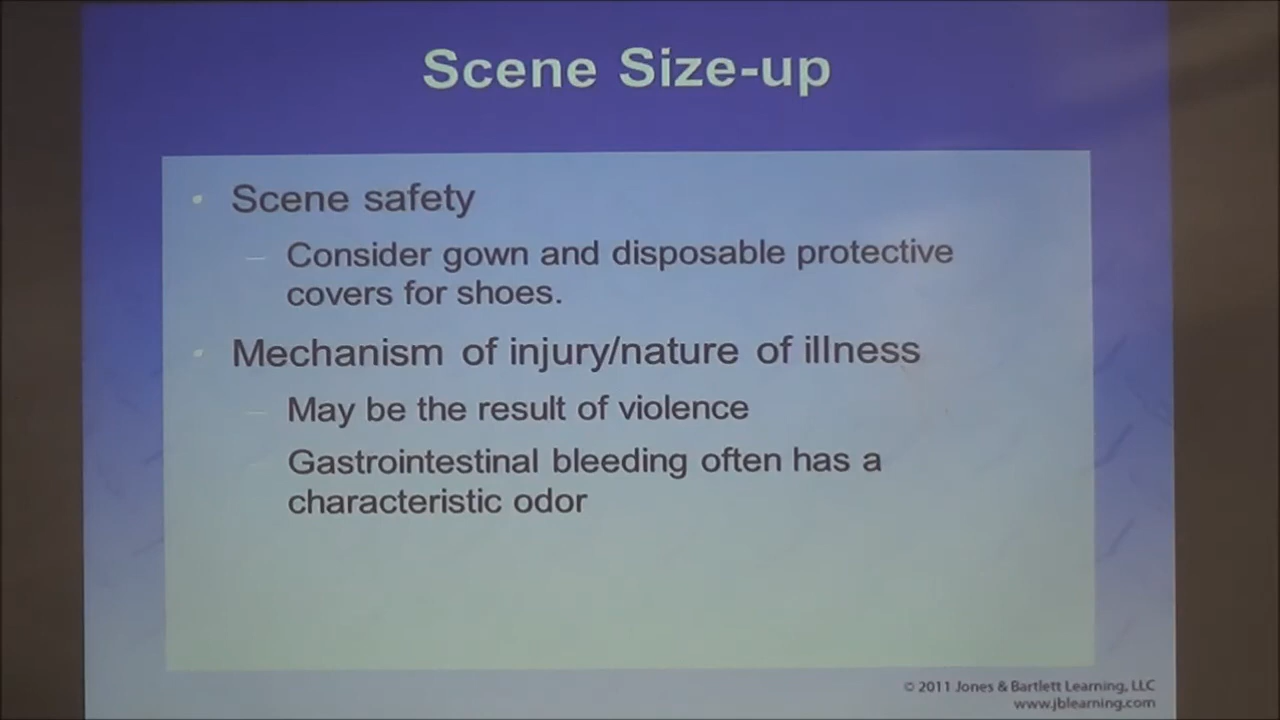 Scene Size-up
• Scene safety
— Consider gown and disposable protective
covers for shoes.
• Mechanism of injury/nature of illness
— May be the result of violence
— Gastrointestinal bleeding often has a
characteristic odor
© 2011 Jones & Bartlett Learning, LLC
www.jblearning.com